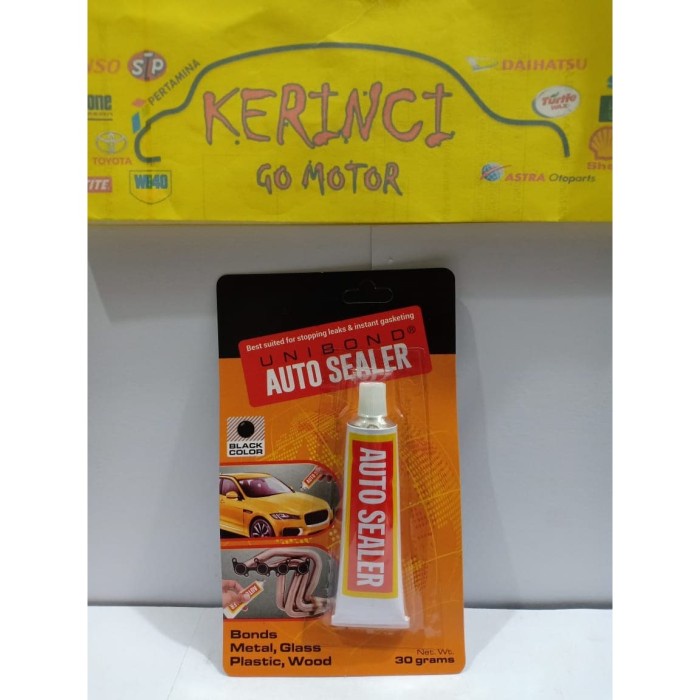 STP
PERTAMINA
TOYOTA
WD40
KERINCI
GO MOTOR
DAIHATSU
Turtle
WAX
ASTRA Otoparts
Best suited for stopping leaks & instant gasketing
UNIBOND®
AUTO SEALER
BLACK
COLOR
AUTO SEALER
Bonds
Metal, Glass
Plastic, Wood
Net. Wt.
30 grams